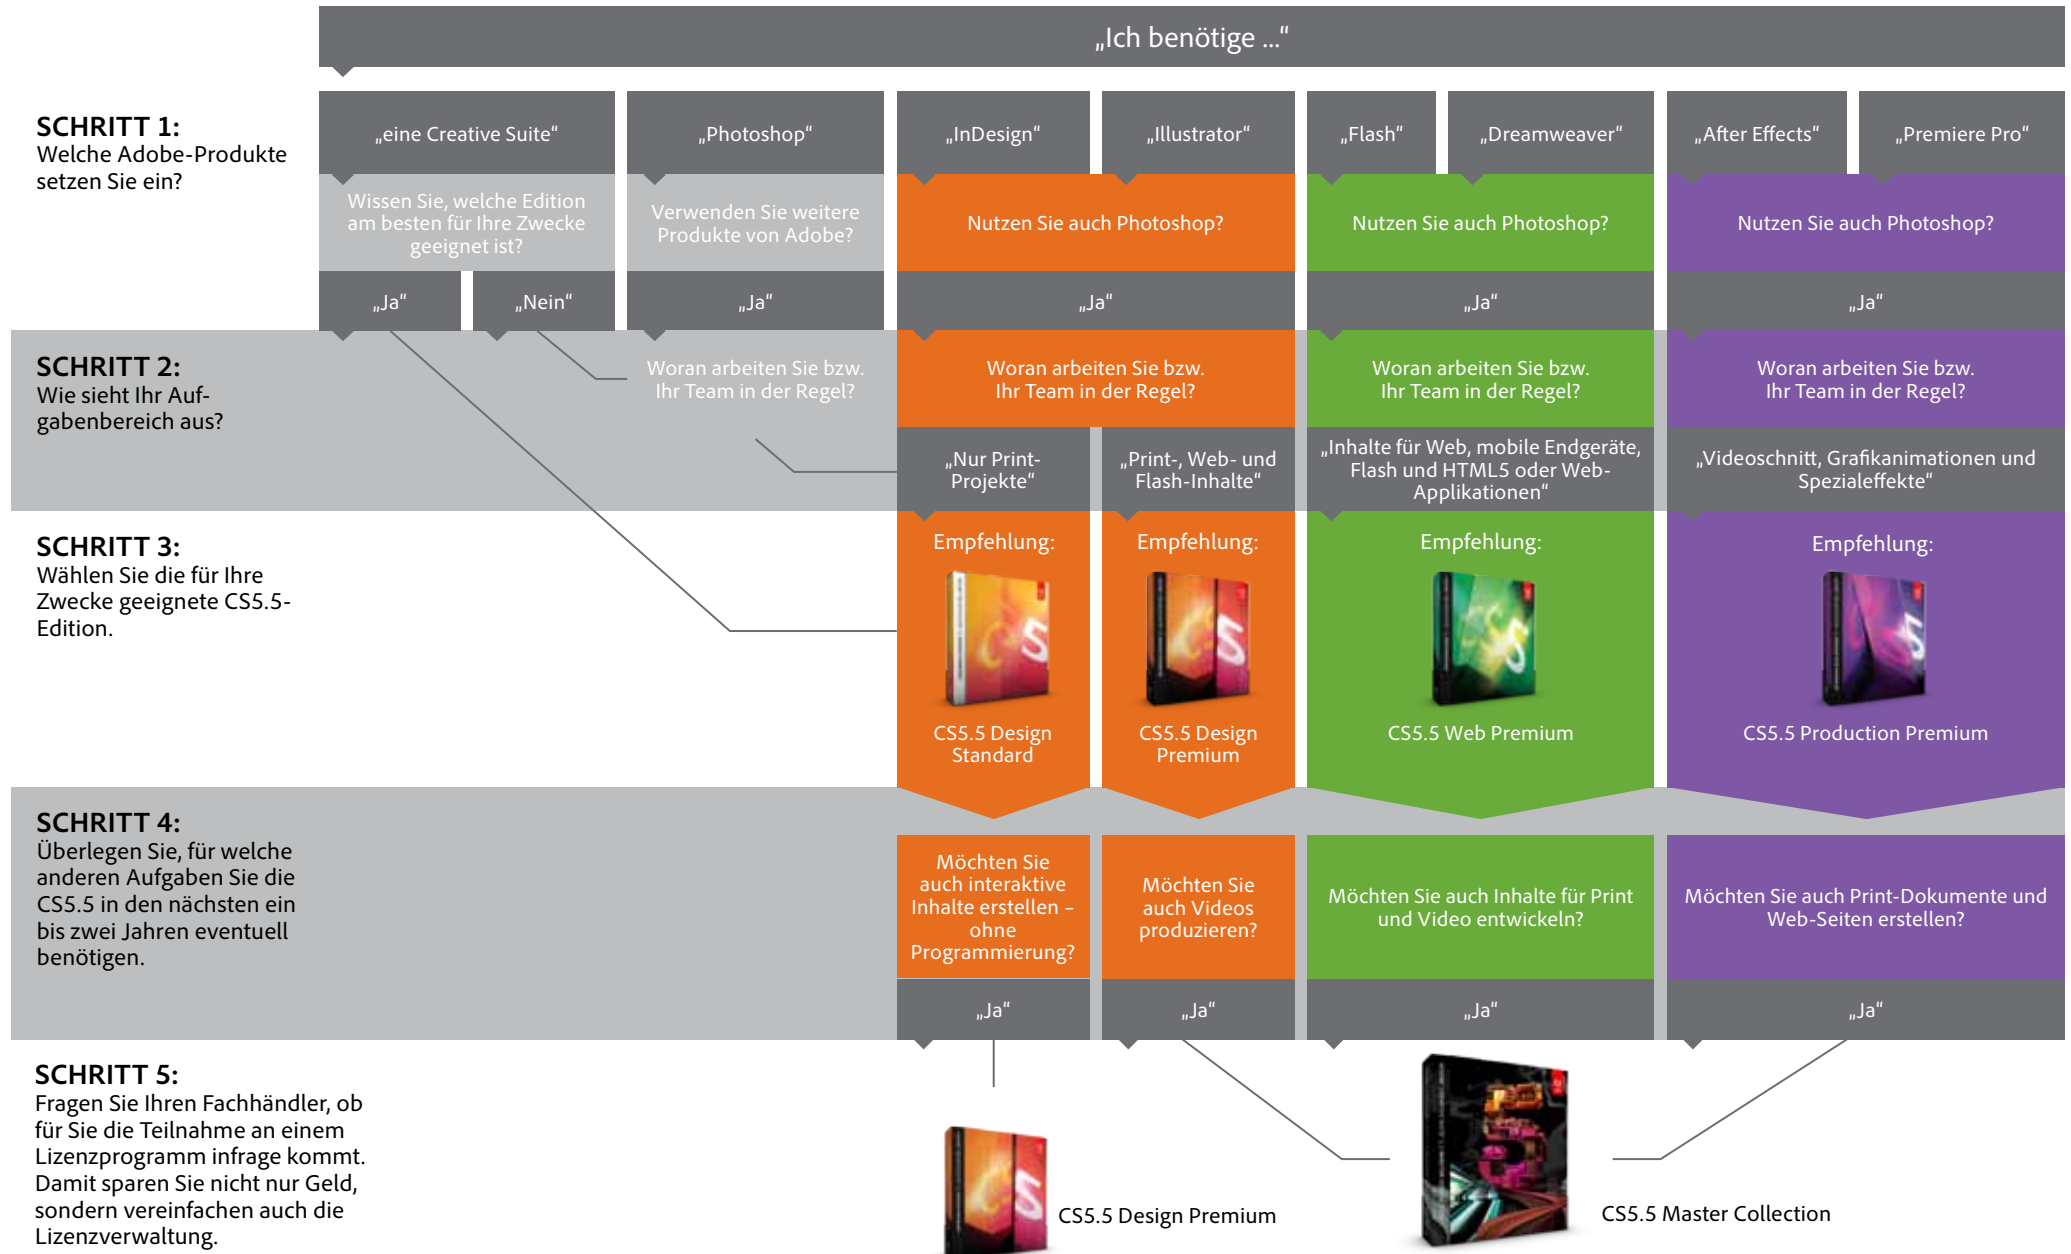 „Ich benötige ...“
SCHRITT 1:
Welche Adobe-Produkte
setzen Sie ein?
„eine Creative Suite“
„Photoshop“
„InDesign“
„Illustrator“
„Flash“
„Dreamweaver“
„After Effects“
„Premiere Pro“
Wissen Sie, welche Edition
am besten für Ihre Zwecke
geeignet ist?
Verwenden Sie weitere
Produkte von Adobe?
Nutzen Sie auch Photoshop?
Nutzen Sie auch Photoshop?
Nutzen Sie auch Photoshop?
„Ja“
„Nein“
„Ja“
„Ja“
„Ja“
„Ja“
SCHRITT 2:
Wie sieht Ihr Auf-
gabenbereich aus?
Woran arbeiten Sie bzw.
Ihr Team in der Regel?
Woran arbeiten Sie bzw.
Ihr Team in der Regel?
Woran arbeiten Sie bzw.
Ihr Team in der Regel?
Woran arbeiten Sie bzw.
Ihr Team in der Regel?
„Nur Print-
Projekte“
„Print-, Web- und
Flash-Inhalte“
„Inhalte für Web, mobile Endgeräte,
Flash und HTML5 oder Web-
Applikationen“
„Videoschnitt, Grafikanimationen und
Spezialeffekte“
SCHRITT 3:
Wählen Sie die für Ihre
Zwecke geeignete CS5.5-
Edition.
Empfehlung:
CS5.5 Design
Standard
Empfehlung:
CS5.5 Design
Premium
Empfehlung:
CS5.5 Web Premium
Empfehlung:
CS5.5 Production Premium
SCHRITT 4:
Überlegen Sie, für welche
anderen Aufgaben Sie die
CS5.5 in den nächsten ein
bis zwei Jahren eventuell
benötigen.
Möchten Sie
auch interaktive
Inhalte erstellen –
ohne
Programmierung?
Möchten Sie
auch Videos
produzieren?
Möchten Sie auch Inhalte für Print
und Video entwickeln?
Möchten Sie auch Print-Dokumente und
Web-Seiten erstellen?
„Ja“
„Ja“
„Ja“
„Ja“
SCHRITT 5:
Fragen Sie Ihren Fachhändler, ob
für Sie die Teilnahme an einem
Lizenzprogramm infrage kommt.
Damit sparen Sie nicht nur Geld,
sondern vereinfachen auch die
Lizenzverwaltung.
CS5.5 Design Premium
CS5.5 Master Collection